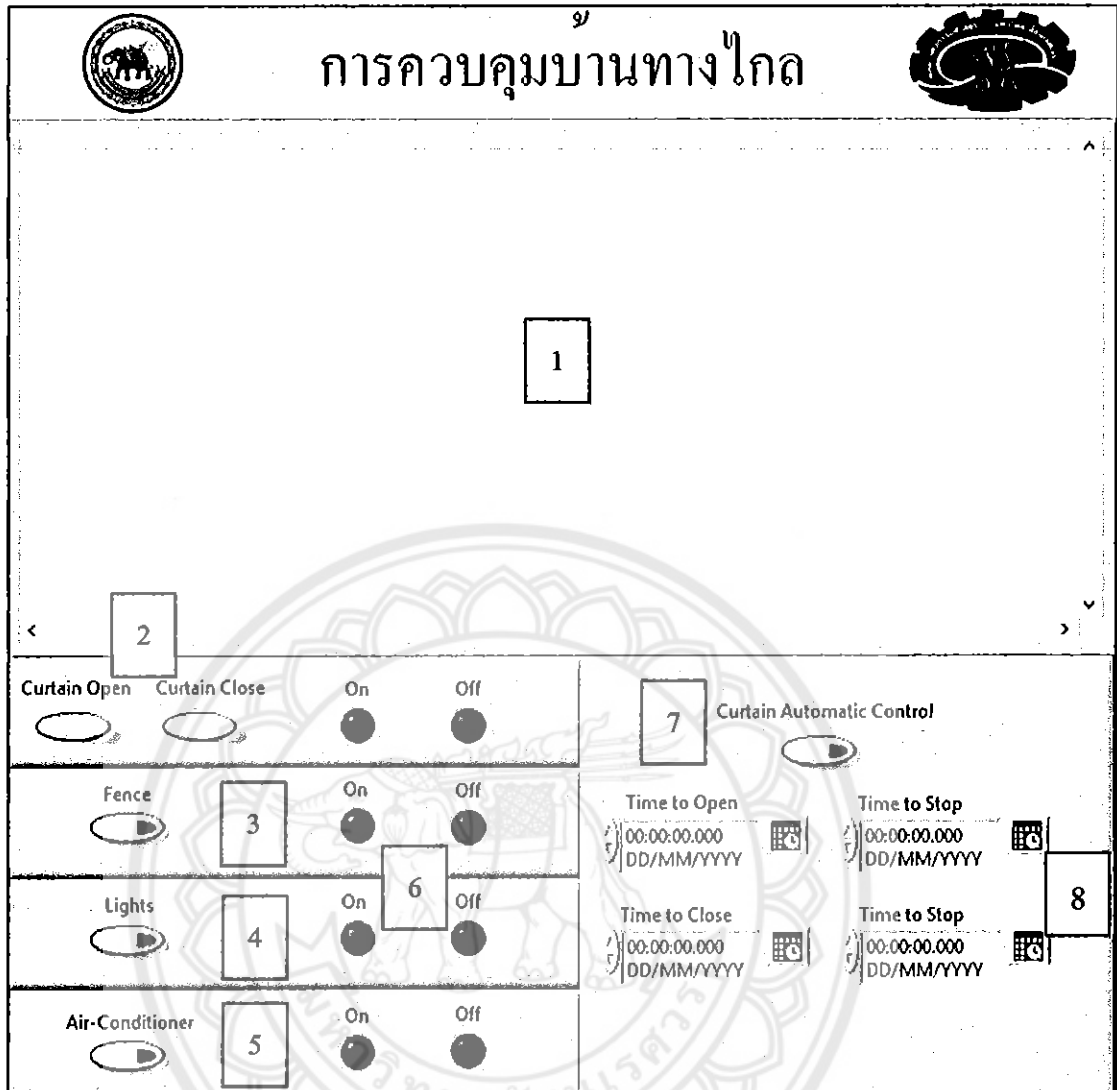 การควบคุมบ้านทางไกล
1
2
Curtain Open Curtain Close On Off
7 Curtain Automatic Control
Fence 3 On Off
Time to Open Time to Stop
00:00:00.000 00:00:00.000
DD/MM/YYYY DD/MM/YYYY
6
8
Lights 4 On Off
Time to Close Time to Stop
00:00:00.000 00:00:00.000
DD/MM/YYYY DD/MM/YYYY
Air-Conditioner 5 On Off